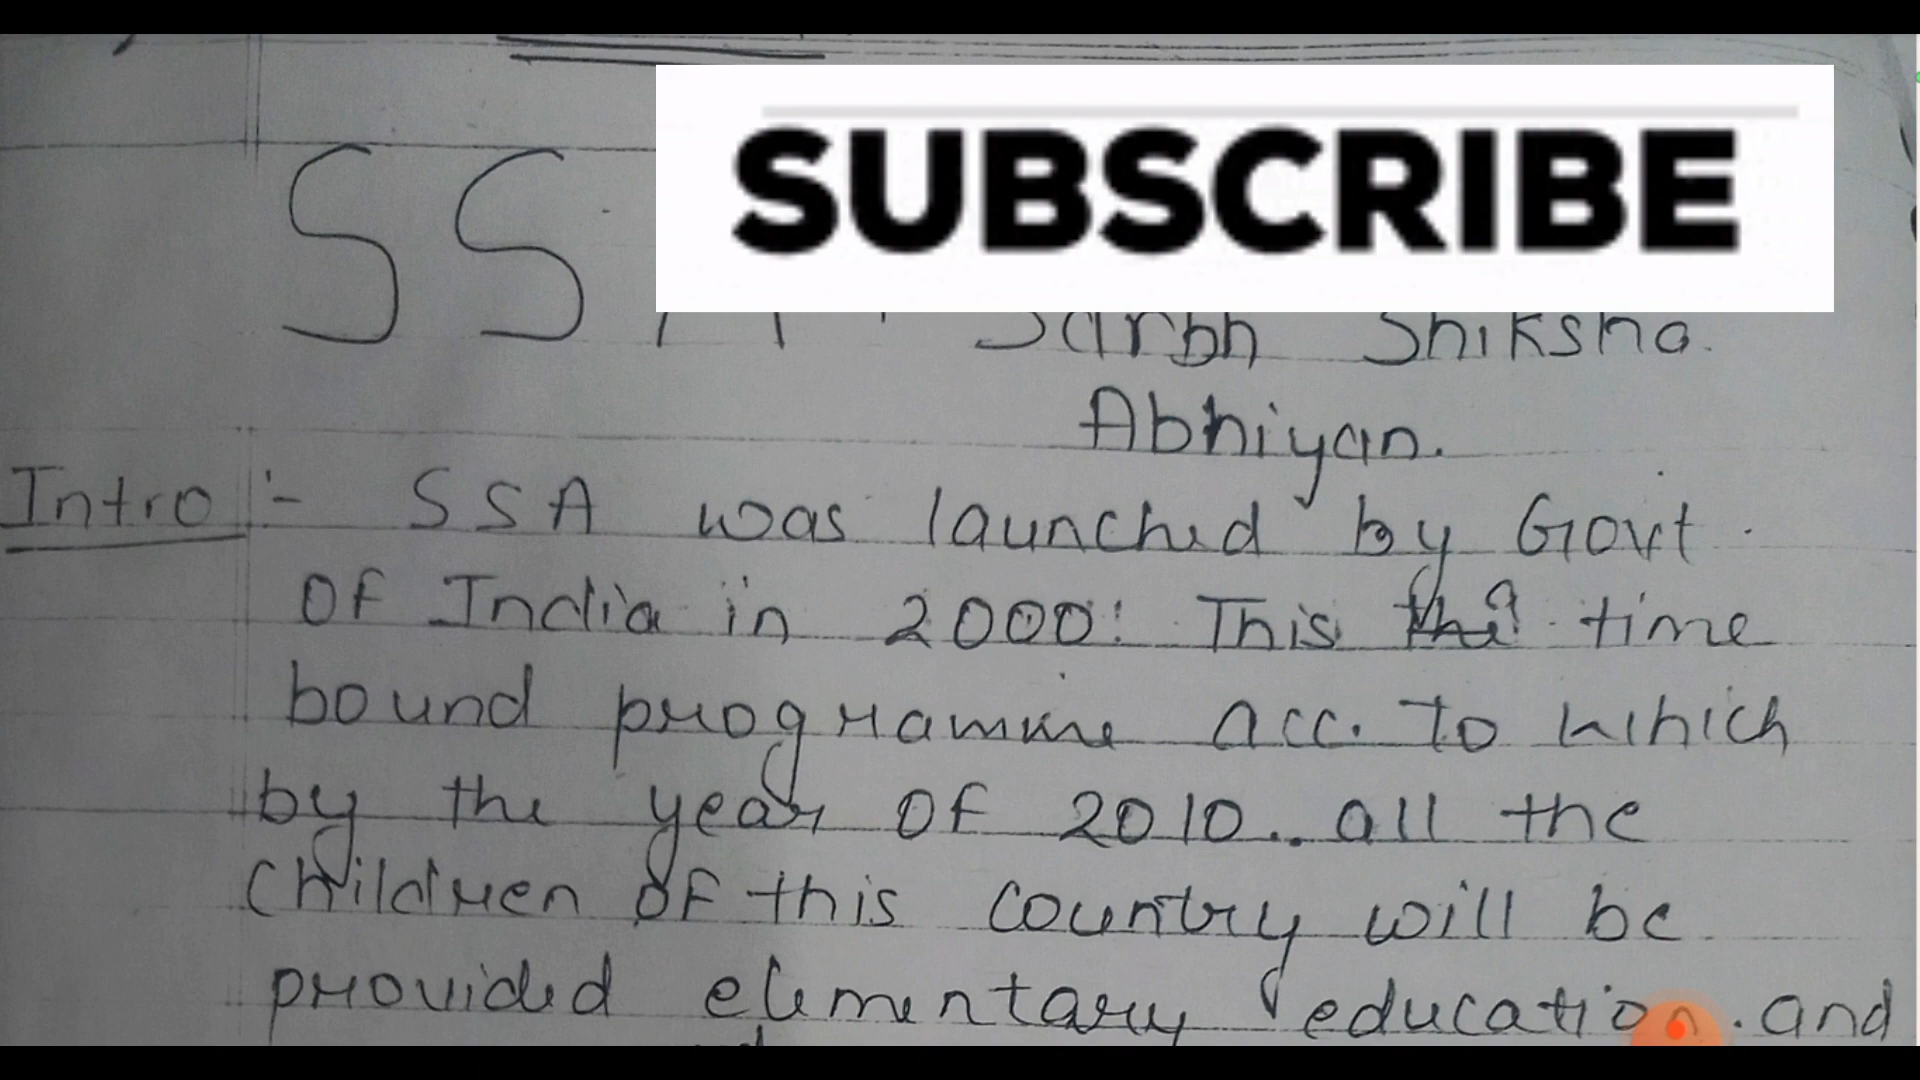 SUBSCRIBE
SSA : Sarbh Shiksha
Abhiyan.
Intro :- SSA was launched by Govt.
Of India in 2000. This the time
bound programme acc. to which
by the year of 2010. all the
children of this country will be
provided elementary education. and